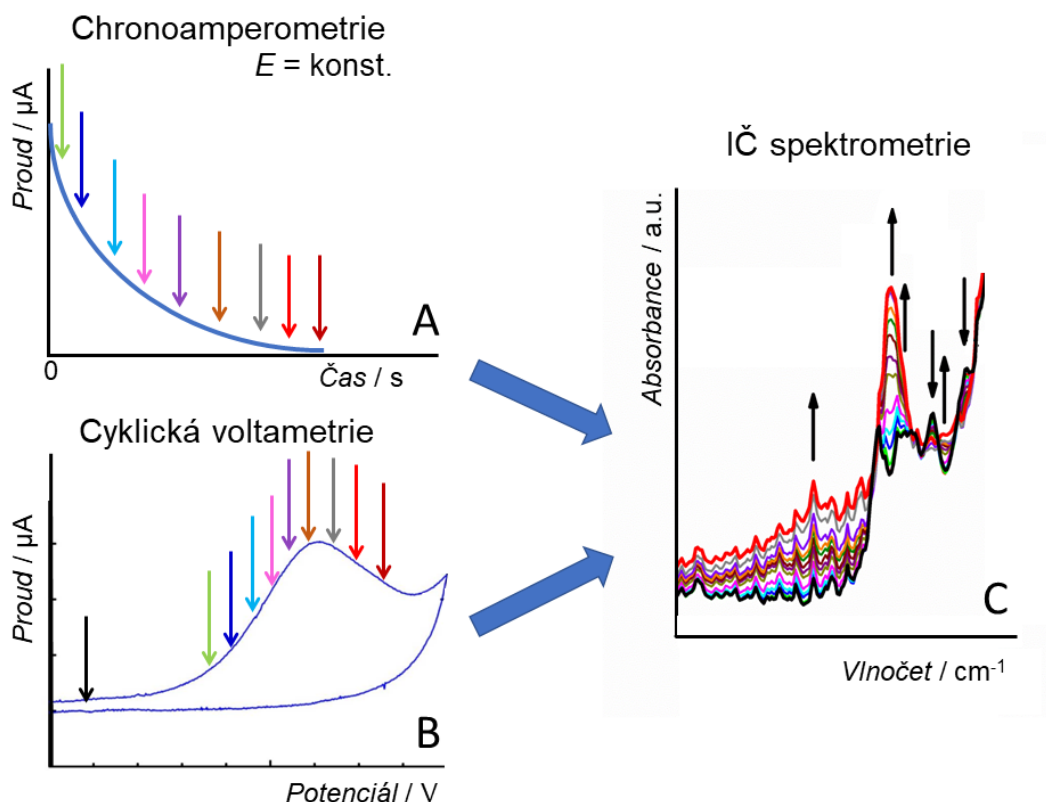 Chronoamperometrie
E = konst.
Proud / µA
A
0
Čas / s
Cyklická voltametrie
Proud / µA
B
Potenciál / V
IČ spektrometrie
Absorbance / a.u.
C
Vlnočet / cm⁻¹